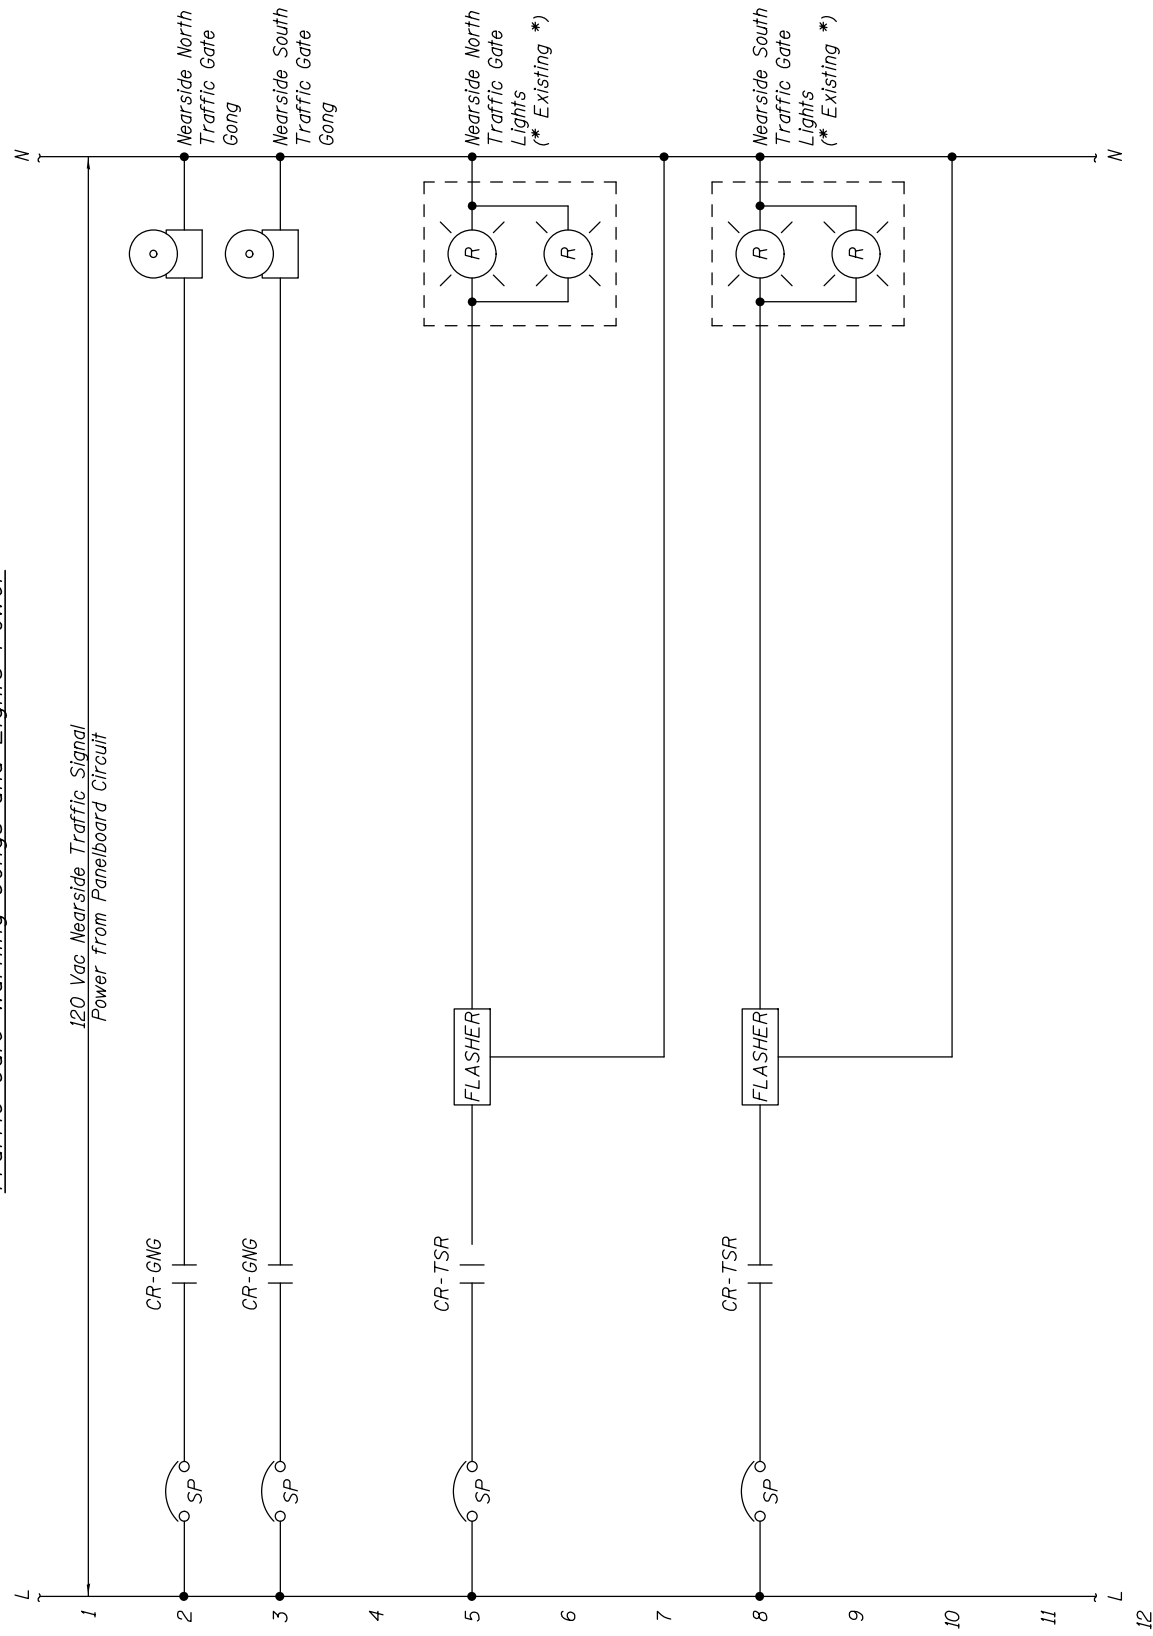 Traffic Gate Warning Gongs and Lights Power
L
N
1
120 Vac Nearside Traffic Signal
Power from Panelboard Circuit
2
SP
CR-GNG
Nearside North
Traffic Gate
Gong
3
SP
CR-GNG
Nearside South
Traffic Gate
Gong
4
5
SP
CR-TSR
FLASHER
R
Nearside North
Traffic Gate
Lights
(* Existing *)
6
R
7
8
SP
CR-TSR
FLASHER
R
Nearside South
Traffic Gate
Lights
(* Existing *)
9
R
10
11
L
N
12